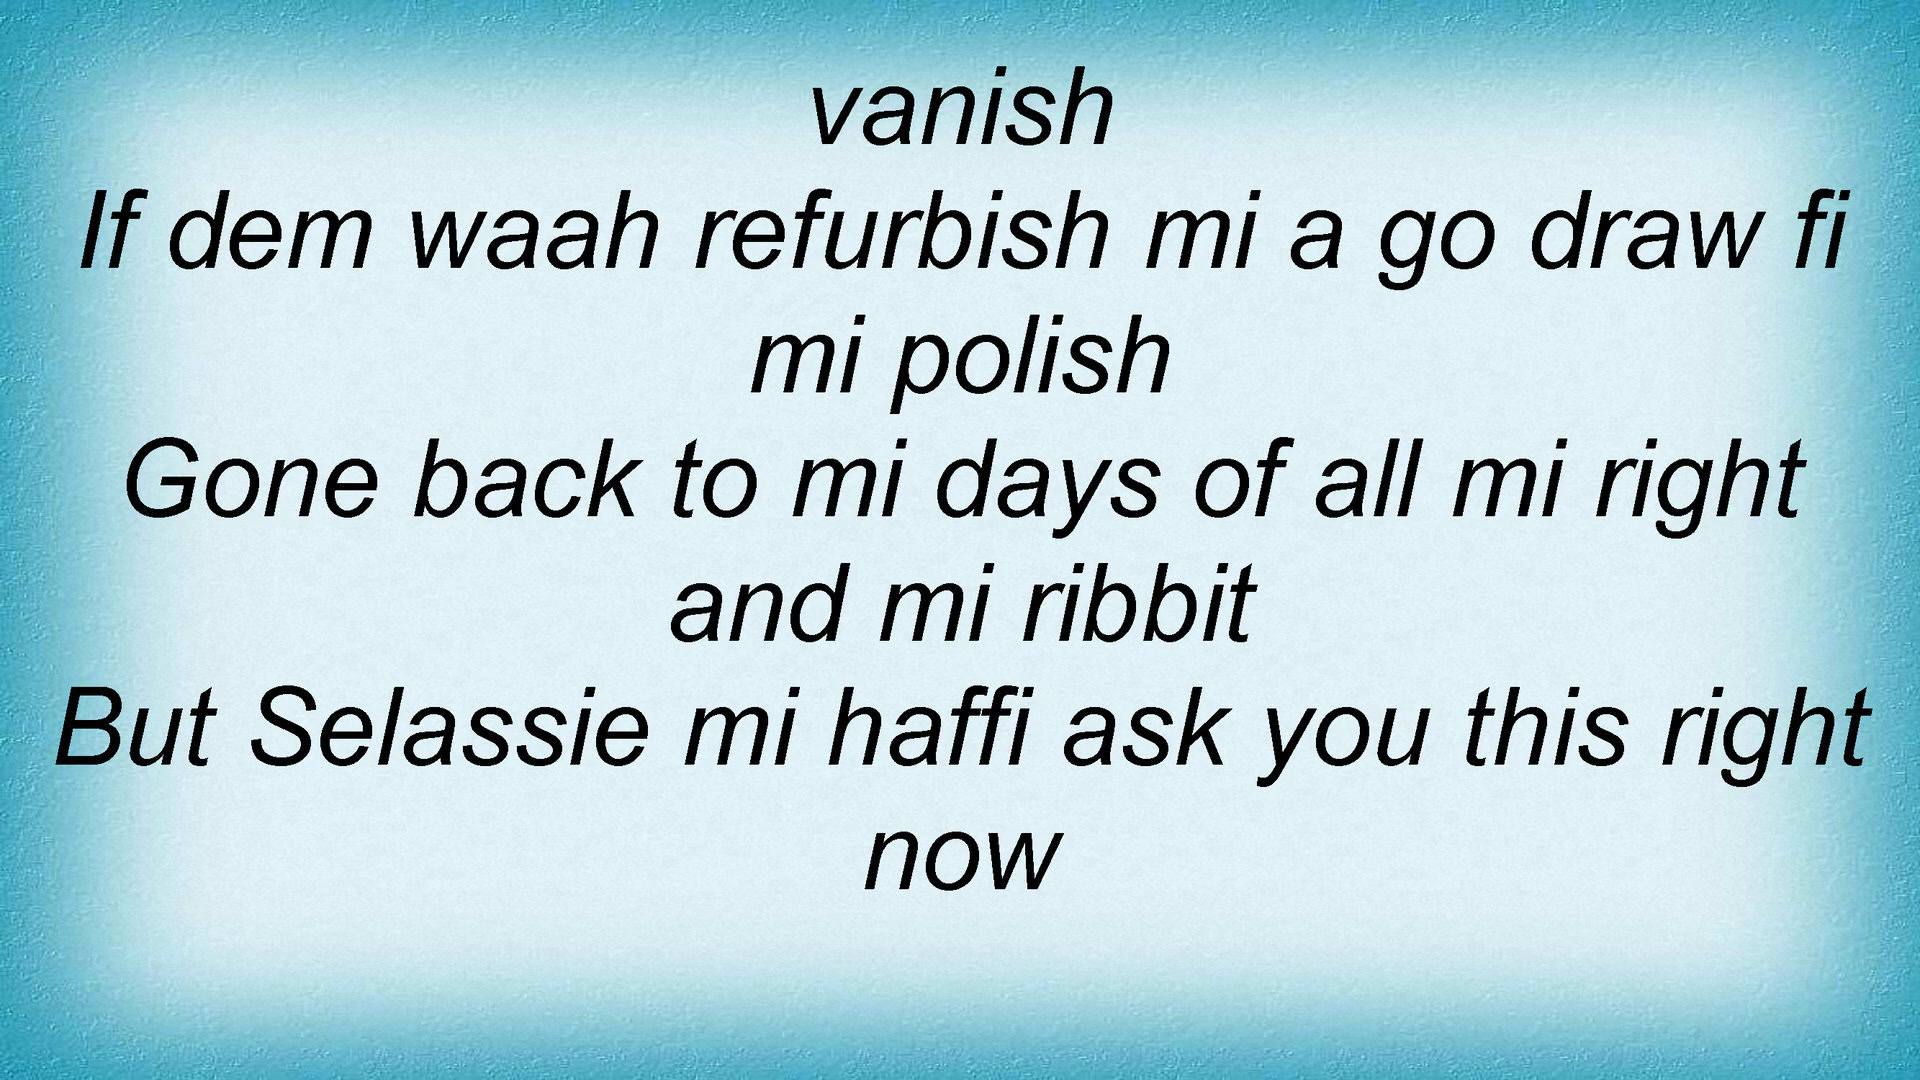 vanish
If dem waah refurbish mi a go draw fi
mi polish
Gone back to mi days of all mi right
and mi ribbit
But Selassie mi haffi ask you this right
now